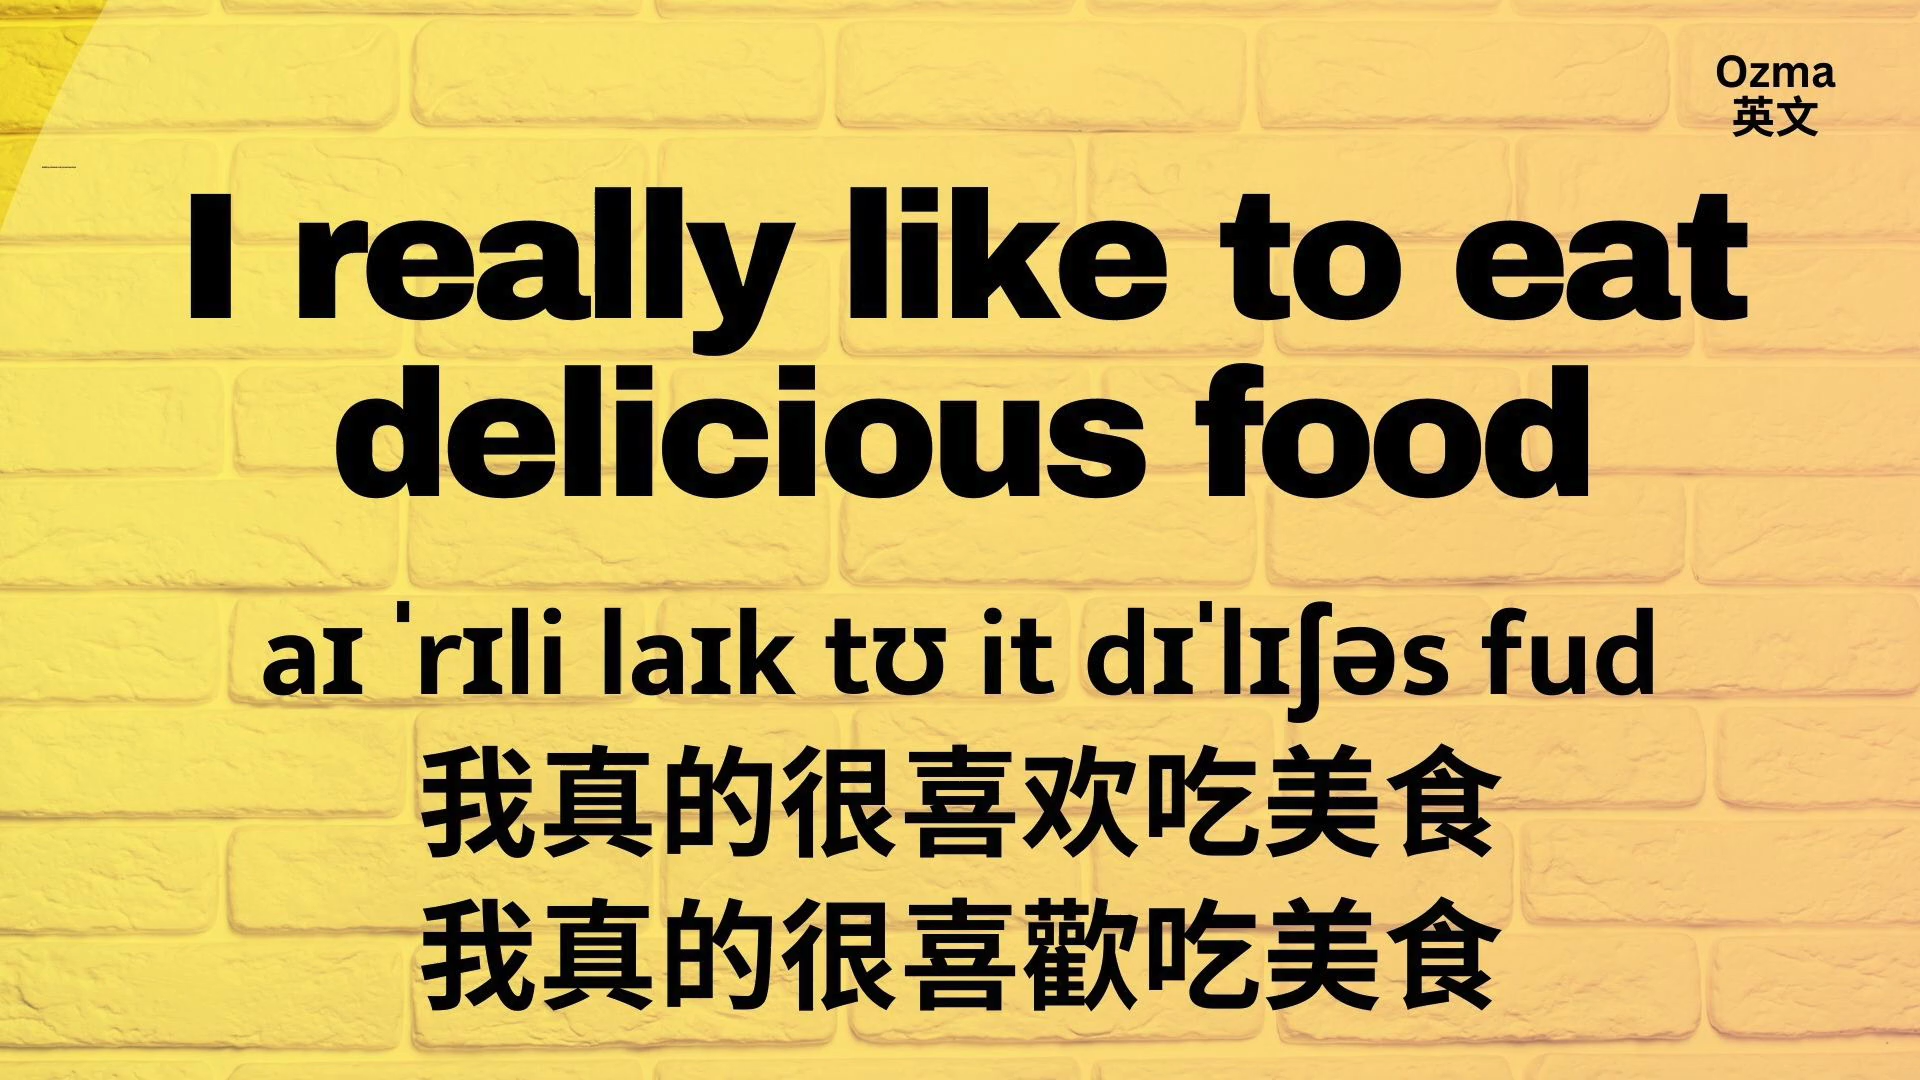 Ozma
英文
I really like to eat
delicious food
aɪ ˈrɪli laɪk tʊ it dɪˈlɪʃəs fud
我真的很喜欢吃美食
我真的很喜歡吃美食